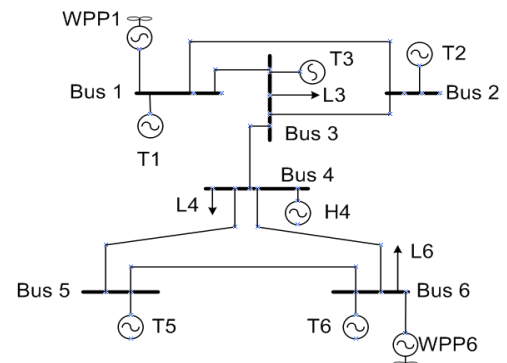 WPP1
T3
T2
Bus 1
L3
Bus 2
T1
Bus 3
Bus 4
L4
H4
L6
Bus 5
Bus 6
T5
T6
WPP6